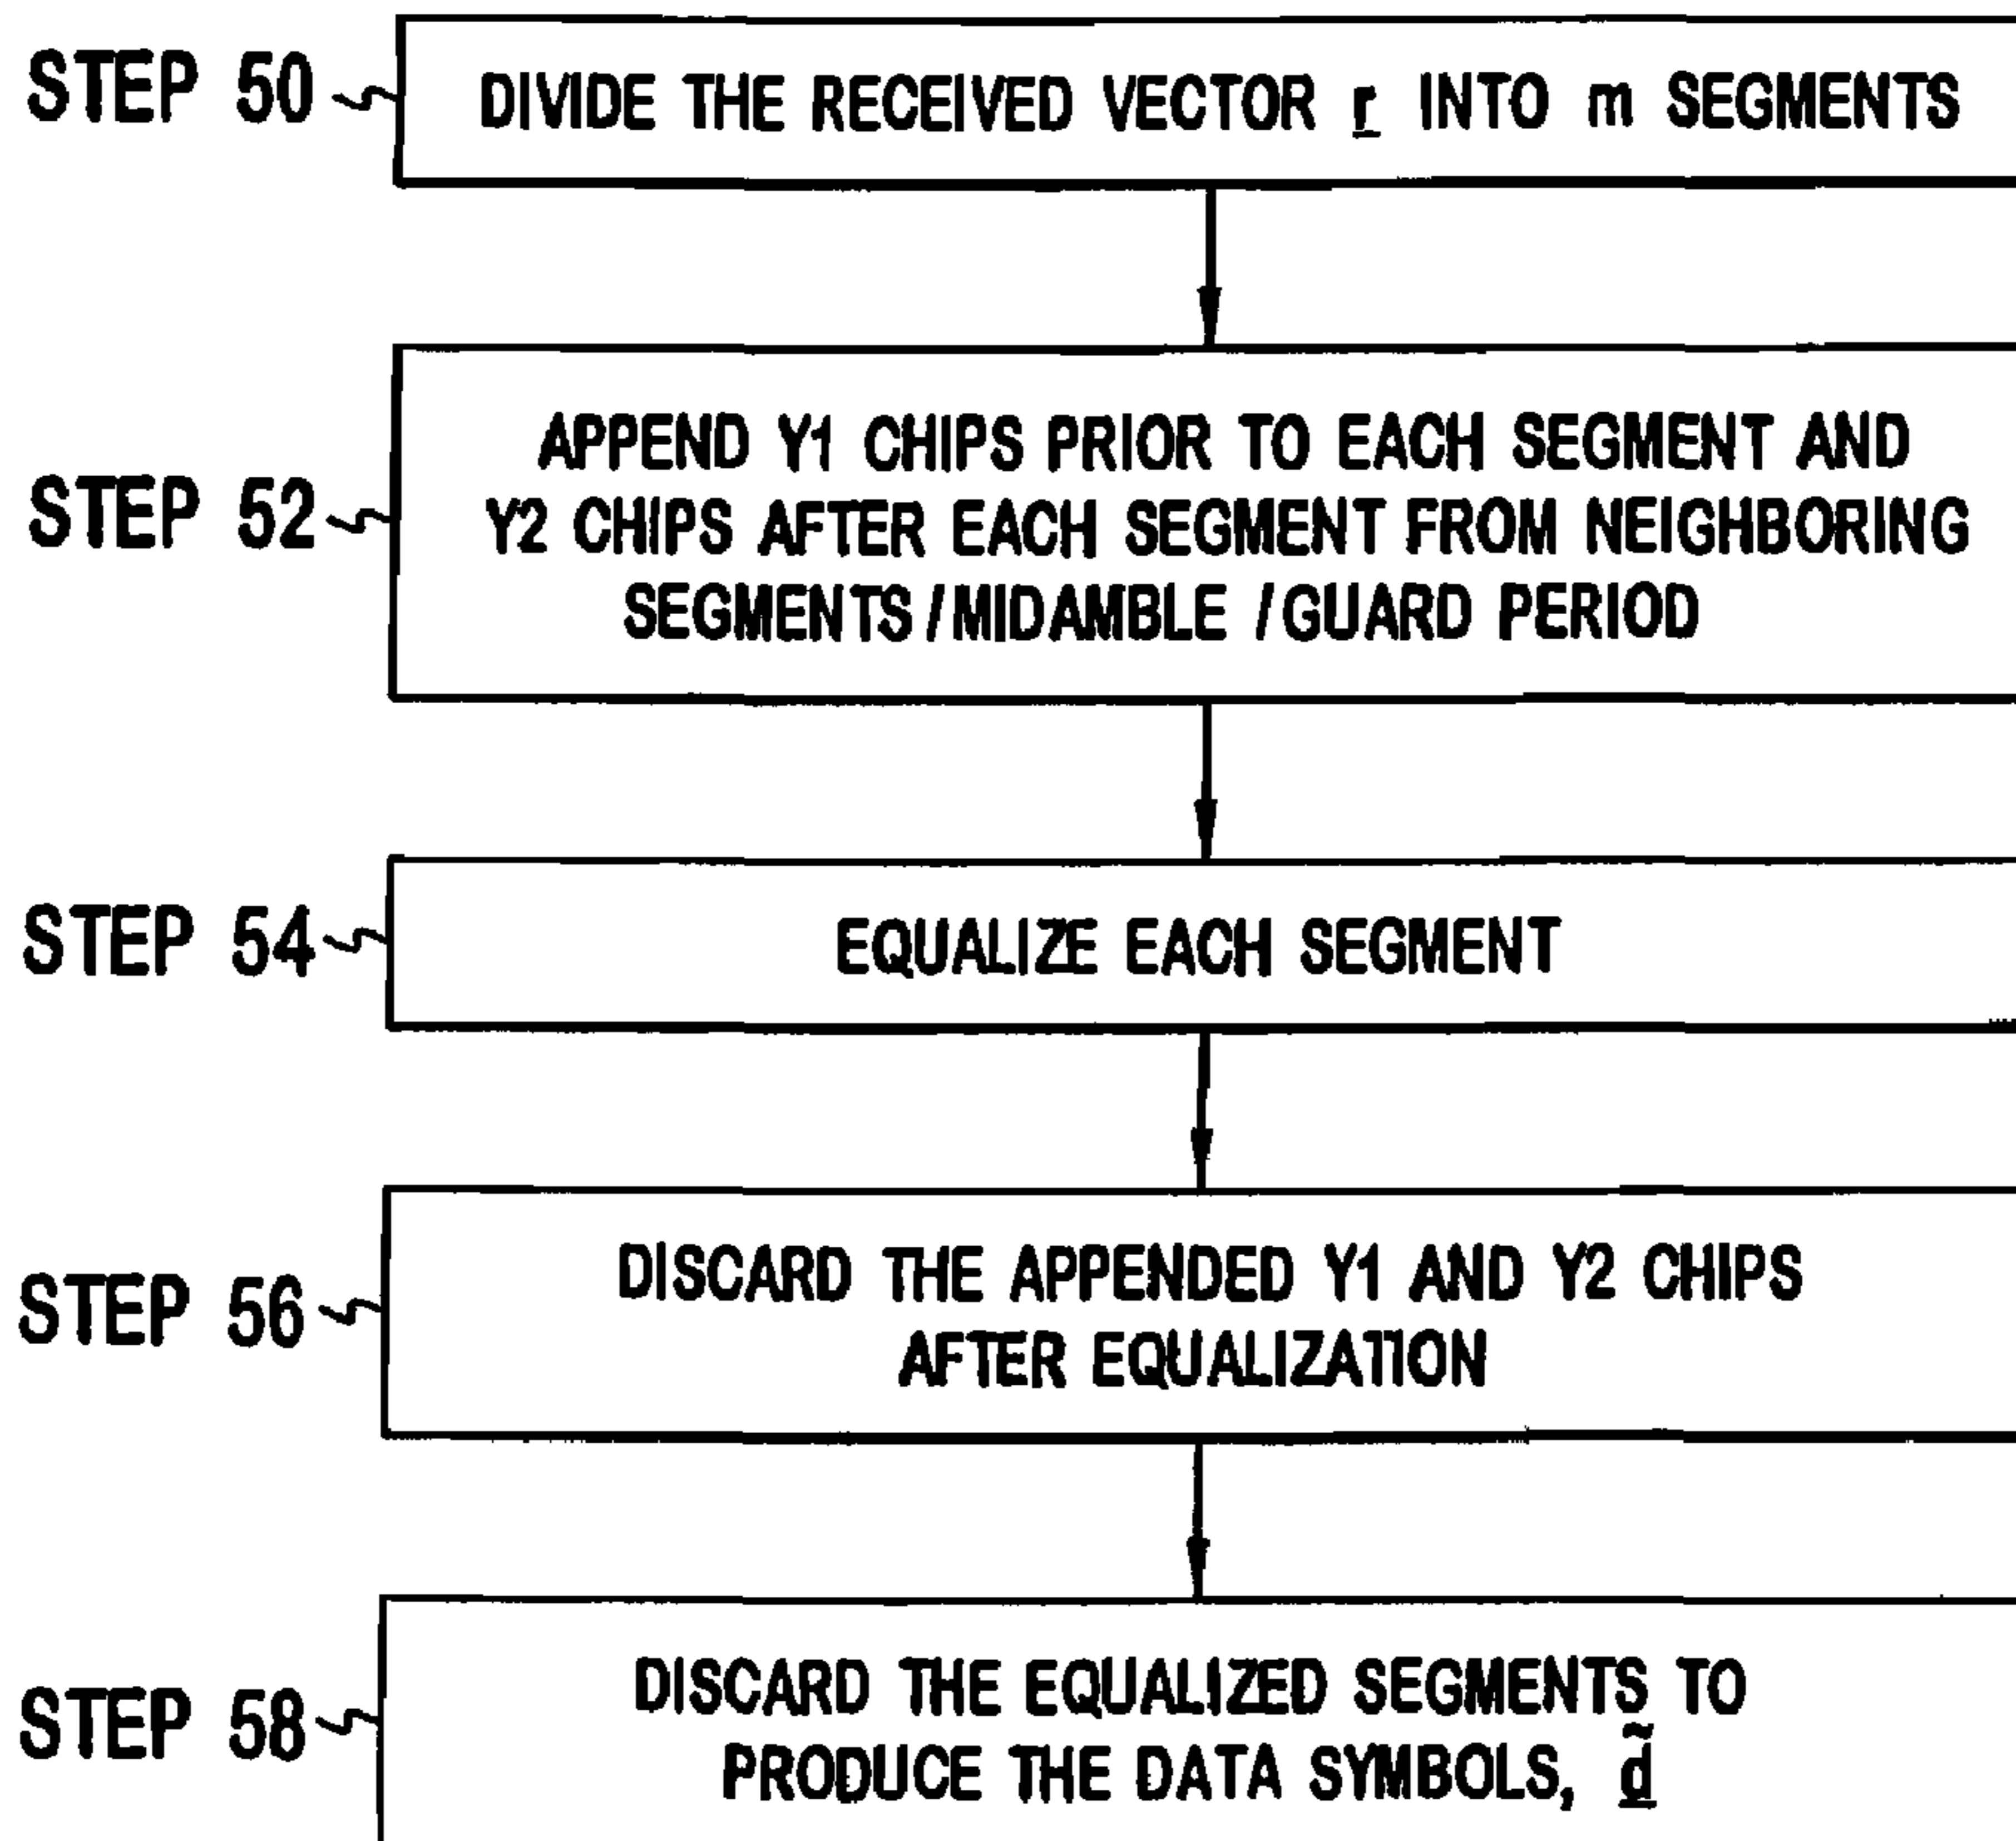 STEP 50
DIVIDE THE RECEIVED VECTOR r INTO m SEGMENTS
STEP 52
APPEND Y1 CHIPS PRIOR TO EACH SEGMENT AND
Y2 CHIPS AFTER EACH SEGMENT FROM NEIGHBORING
SEGMENTS/MIDAMBLE/GUARD PERIOD
STEP 54
EQUALIZE EACH SEGMENT
STEP 56
DISCARD THE APPENDED Y1 AND Y2 CHIPS
AFTER EQUALIZATION
STEP 58
DISCARD THE EQUALIZED SEGMENTS TO
PRODUCE THE DATA SYMBOLS, d̲̃